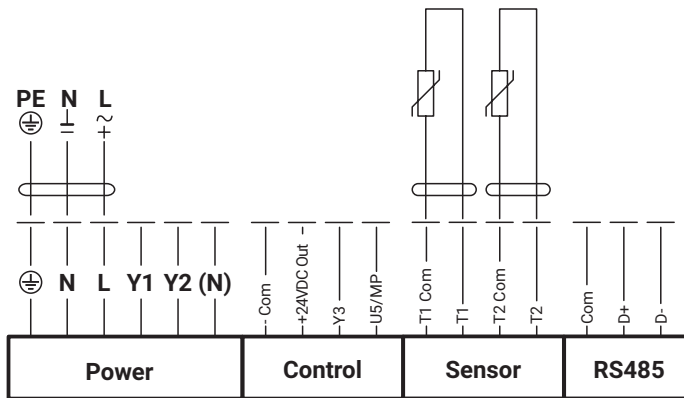 PE N L
N L Y1 Y2 (N)
- Com
+24VDC Out -
Y3
U5/MP
T1 Com
T1
T2 Com
T2
Com
D+
D-
Power Control Sensor RS485